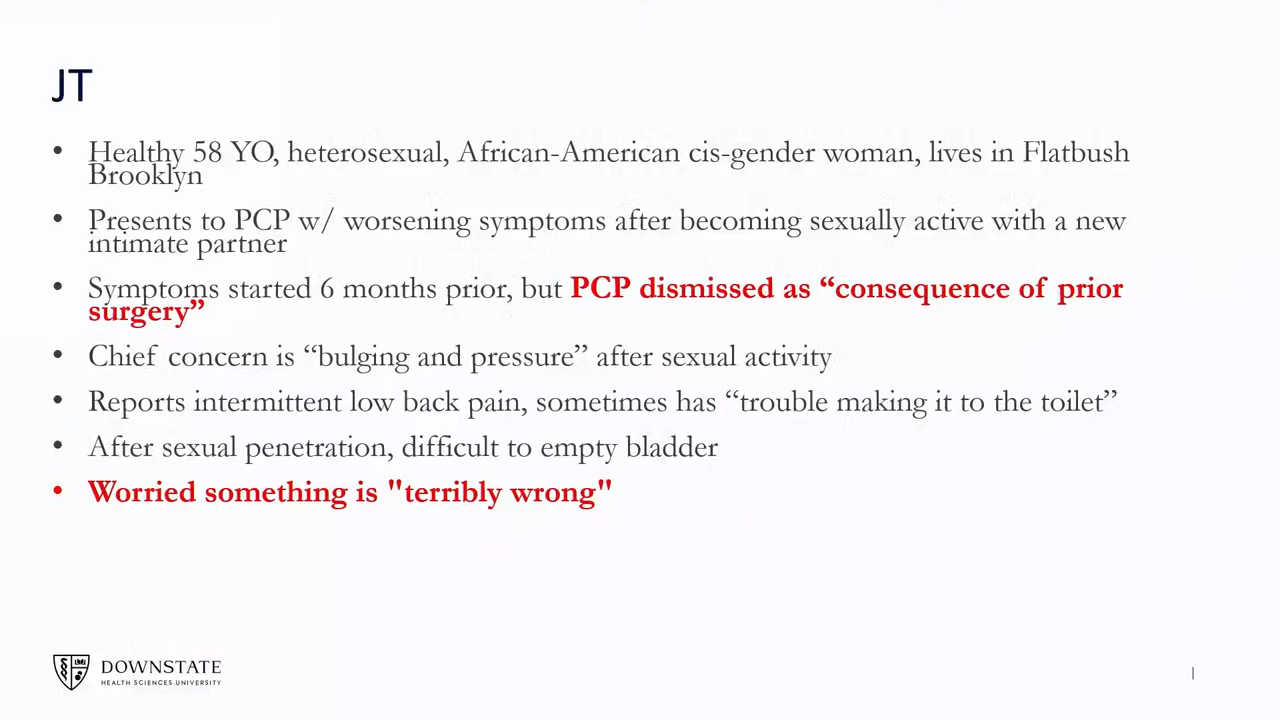 JT
• Healthy 58 YO, heterosexual, African-American cis-gender woman, lives in Flatbush
Brooklyn
• Presents to PCP w/ worsening symptoms after becoming sexually active with a new
intimate partner
• Symptoms started 6 months prior, but PCP dismissed as “consequence of prior
surgery”
• Chief concern is “bulging and pressure” after sexual activity
• Reports intermittent low back pain, sometimes has “trouble making it to the toilet”
• After sexual penetration, difficult to empty bladder
• Worried something is "terribly wrong"
DOWNSTATE
HEALTH SCIENCES UNIVERSITY